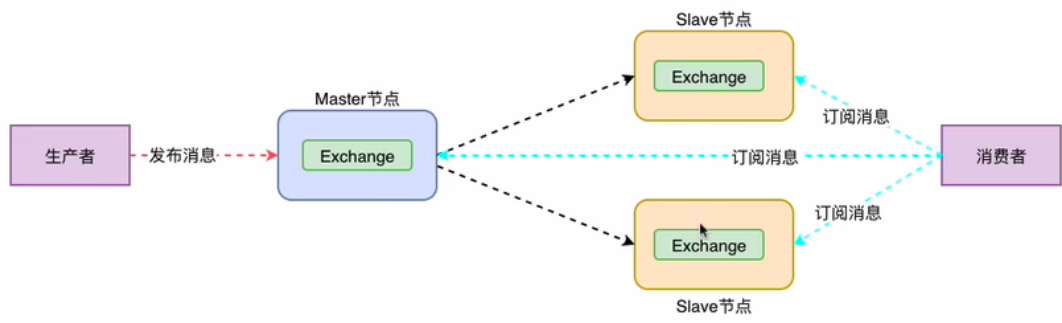 Slave节点
Exchange
Master节点
订阅消息
生产者
发布消息
Exchange
订阅消息
消费者
订阅消息
Exchange
Slave节点